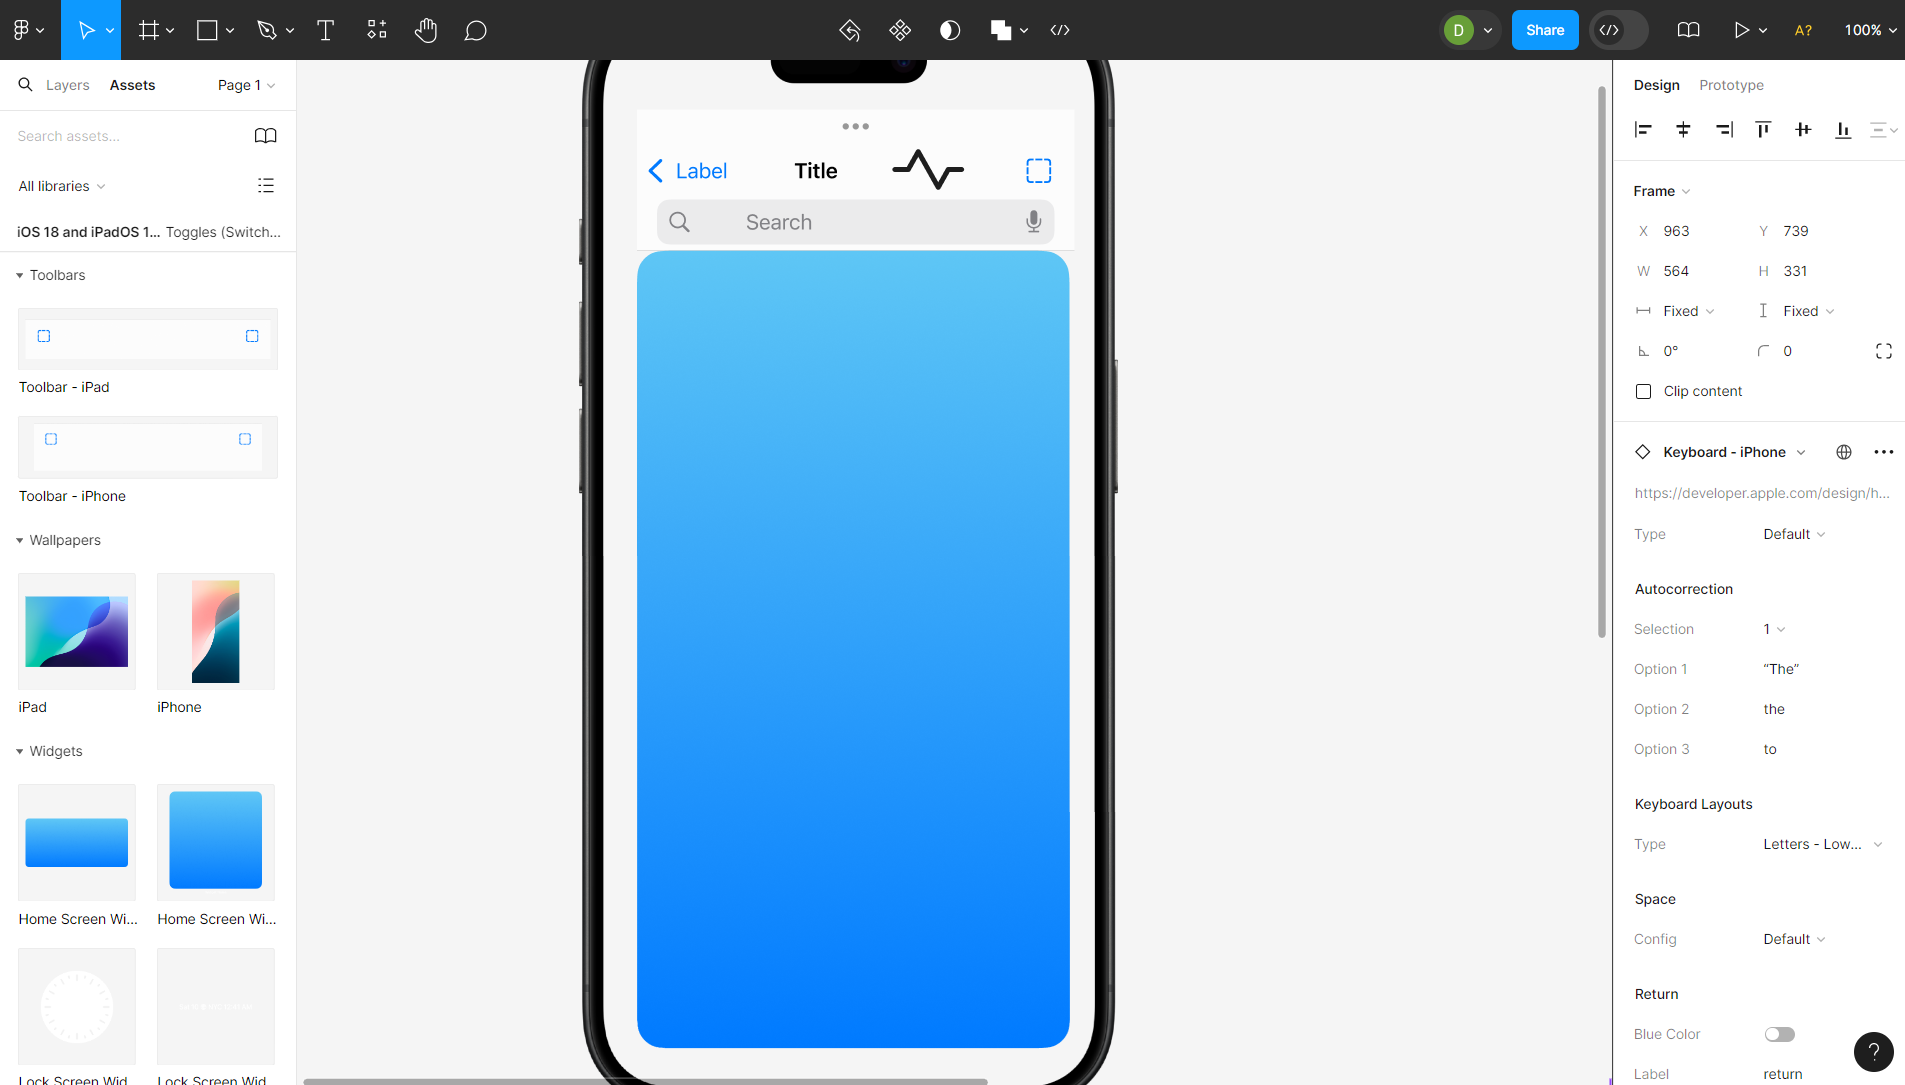 D
Share
A?
100%
Layers
Assets
Page 1
Search assets...
All libraries
iOS 18 and iPadOS 1... Toggles (Switch...
Toolbars
Toolbar - iPad
Toolbar - iPhone
Wallpapers
iPad
iPhone
Widgets
Home Screen Wi...
Home Screen Wi...
Lock Screen Wid
Lock Screen Wid
Label
Title
Search
Design
Prototype
Frame
X 963
Y 739
W 564
H 331
Fixed
Fixed
0°
0
Clip content
Keyboard - iPhone
https://developer.apple.com/design/h...
Type Default
Autocorrection
Selection 1
Option 1 “The”
Option 2 the
Option 3 to
Keyboard Layouts
Type Letters - Low...
Space
Config Default
Return
Blue Color
?
Label return